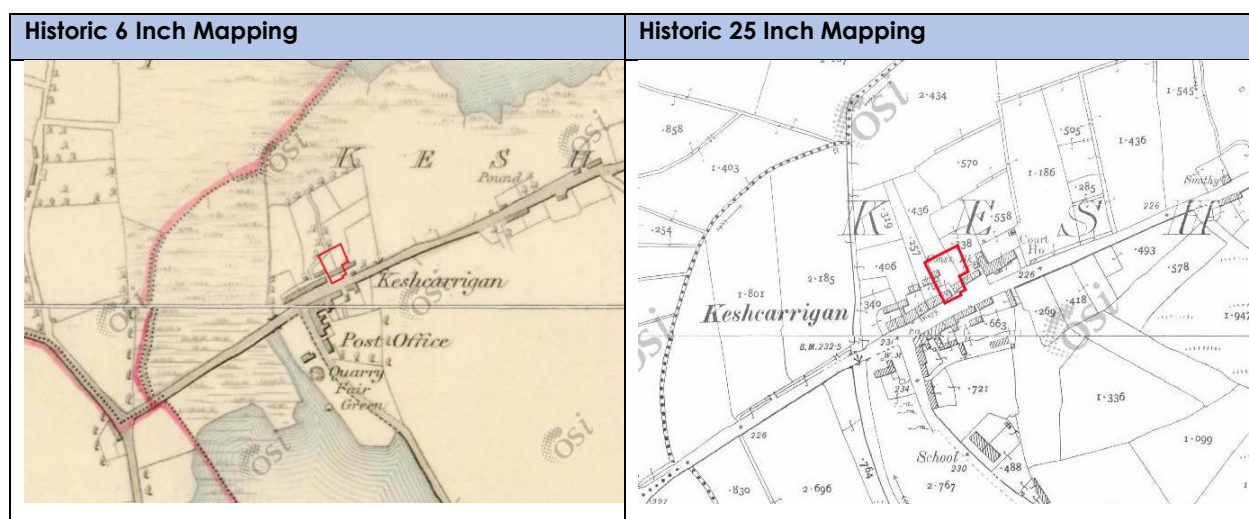 Historic 6 Inch Mapping
K E S H
Pound
Keshcarrigan
Post Office
Quarry
Fair
Green
osi
osi
osi
osi
osi
Historic 25 Inch Mapping
2·434
·858
1·545
·505
1·436
·570
1·403
1·186
·285
Smithy
·319
·436
226
K E S H
·558
·254
·257
·238
Court
Ho.
·493
·406
226
2·185
·578
1·801
·340
·418
Keshcarrigan
·269
1·947
·663
B.M.232·5
231
P.O.
W.M.
234
·721
1·336
226
1·099
School
230
·488
·764
·830
2·696
2·767
osi
osi